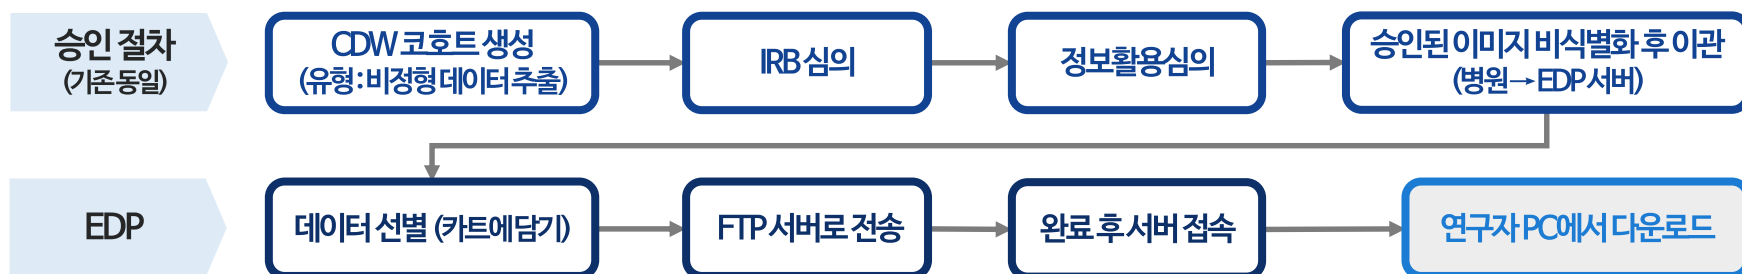 승인 절차
(기존 동일)
CDW 코호트 생성
(유형 : 비정형 데이터 추출)
IRB 심의
정보활용심의
승인된 이미지 비식별화 후 이관
(병원→EDP 서버)
EDP
데이터 선별 (카트에 담기)
FTP 서버로 전송
완료 후 서버 접속
연구자 PC에서 다운로드